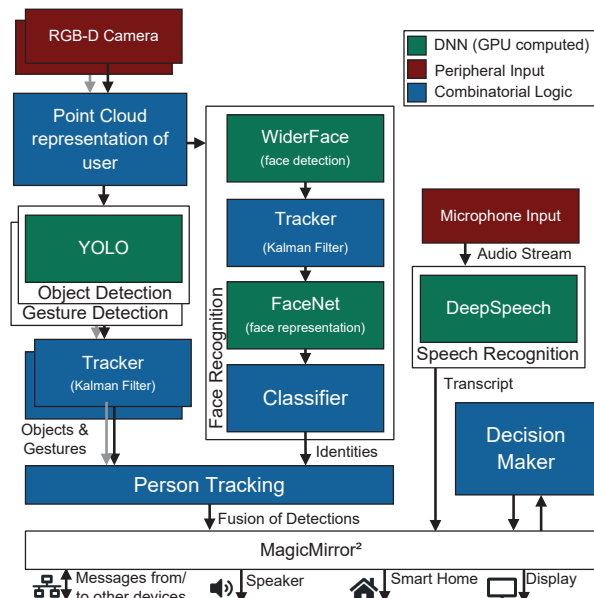 RGB-D Camera
DNN (GPU computed)
Peripheral Input
Combinatorial Logic
Point Cloud
representation of
user
WiderFace
(face detection)
Tracker
(Kalman Filter)
FaceNet
(face representation)
Classifier
Face Recognition
YOLO
Object Detection
Gesture Detection
Tracker
(Kalman Filter)
Objects &
Gestures
Identities
Microphone Input
Audio Stream
DeepSpeech
Speech Recognition
Transcript
Decision
Maker
Person Tracking
Fusion of Detections
MagicMirror²
Messages from/
to other devices
Speaker
Smart Home
Display